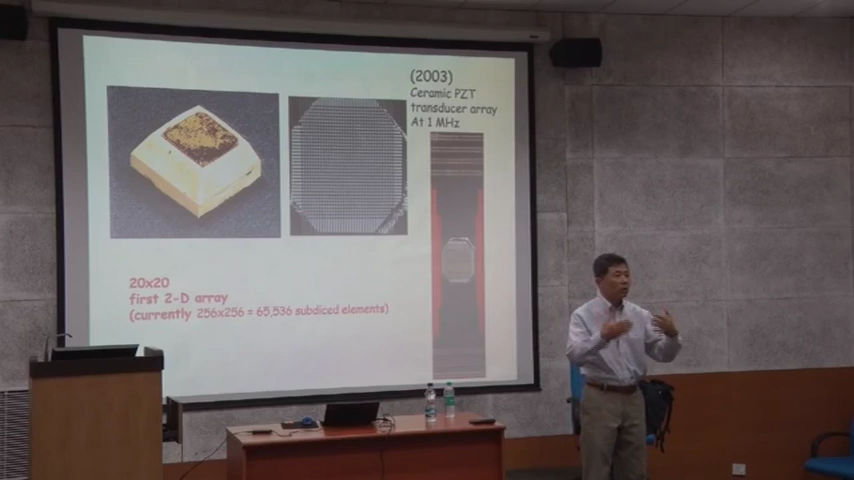 (2003)
Ceramic PZT
transducer array
At 1 MHz
20x20
first 2-D array
(currently 256x256 = 65,536 subdiced elements)